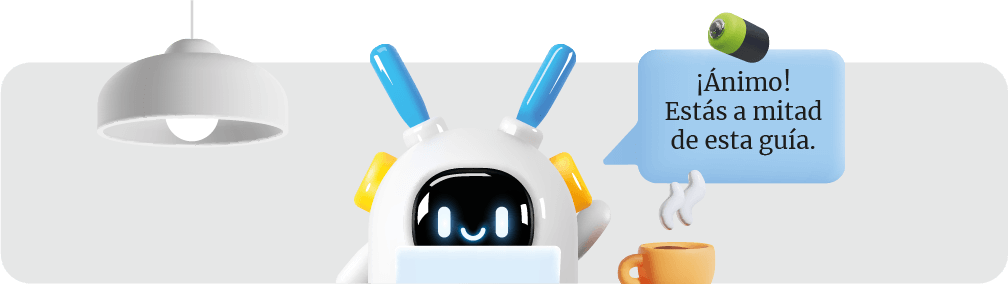 ¡Ánimo!
Estás a mitad
de esta guía.